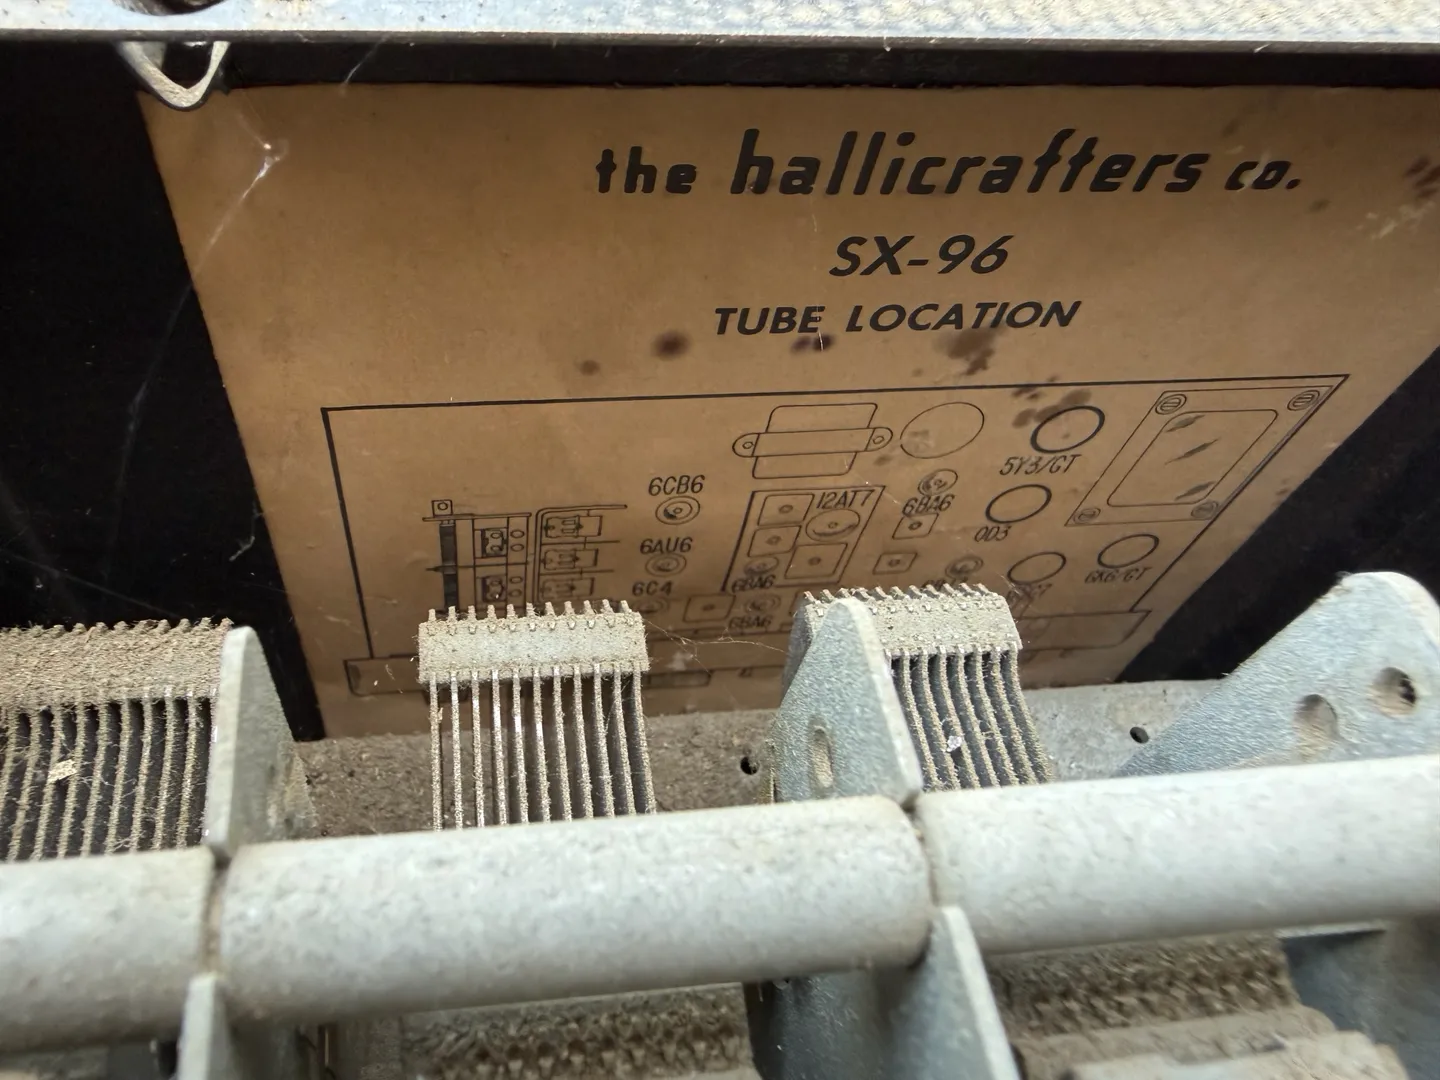 the hallicrafters co.
SX-96
TUBE LOCATION
5Y3/GT
6CB6
12AT7
6BA6
OD3
6AU6
6K6/GT
6C4
6BA6
6BA6